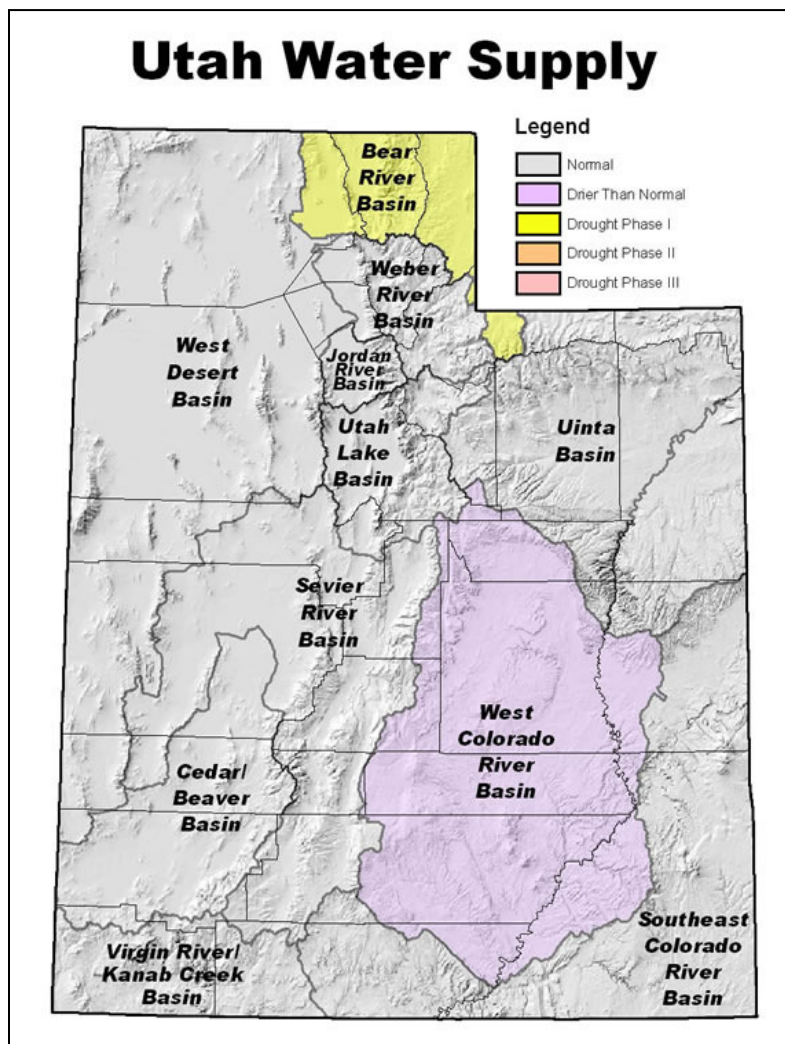 Utah Water Supply
Legend
Normal
Drier Than Normal
Drought Phase I
Drought Phase II
Drought Phase III
Bear
River
Basin
Weber
River
Basin
West
Desert
Basin
Jordan
River
Basin
Utah
Lake
Basin
Uinta
Basin
Sevier
River
Basin
West
Colorado
River
Basin
Cedar/
Beaver
Basin
Southeast
Colorado
River
Basin
Virgin River/
Kanab Creek
Basin